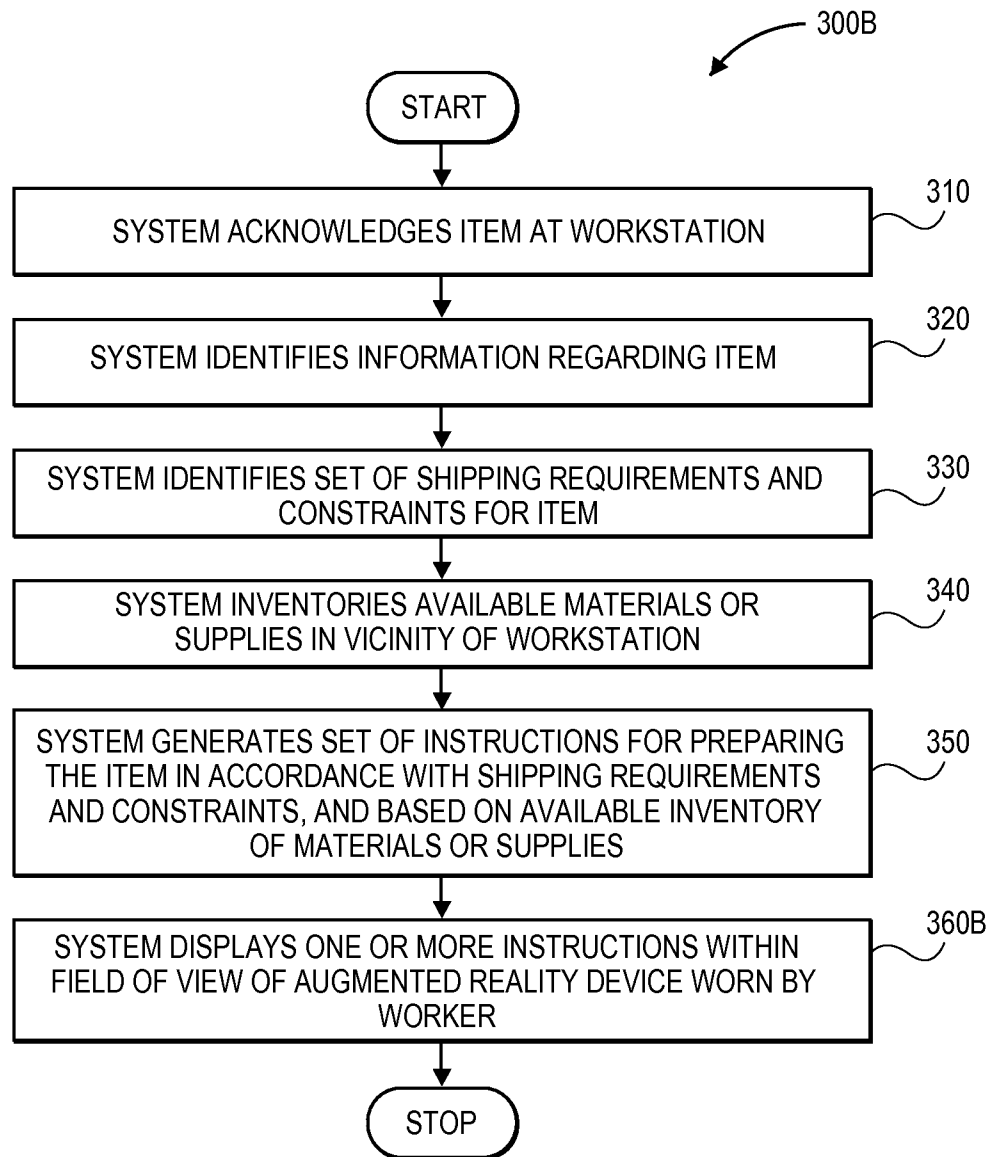 300B
START
SYSTEM ACKNOWLEDGES ITEM AT WORKSTATION
310
SYSTEM IDENTIFIES INFORMATION REGARDING ITEM
320
SYSTEM IDENTIFIES SET OF SHIPPING REQUIREMENTS AND
CONSTRAINTS FOR ITEM
330
SYSTEM INVENTORIES AVAILABLE MATERIALS OR
SUPPLIES IN VICINITY OF WORKSTATION
340
SYSTEM GENERATES SET OF INSTRUCTIONS FOR PREPARING
THE ITEM IN ACCORDANCE WITH SHIPPING REQUIREMENTS
AND CONSTRAINTS, AND BASED ON AVAILABLE INVENTORY
OF MATERIALS OR SUPPLIES
350
SYSTEM DISPLAYS ONE OR MORE INSTRUCTIONS WITHIN
FIELD OF VIEW OF AUGMENTED REALITY DEVICE WORN BY
WORKER
360B
STOP